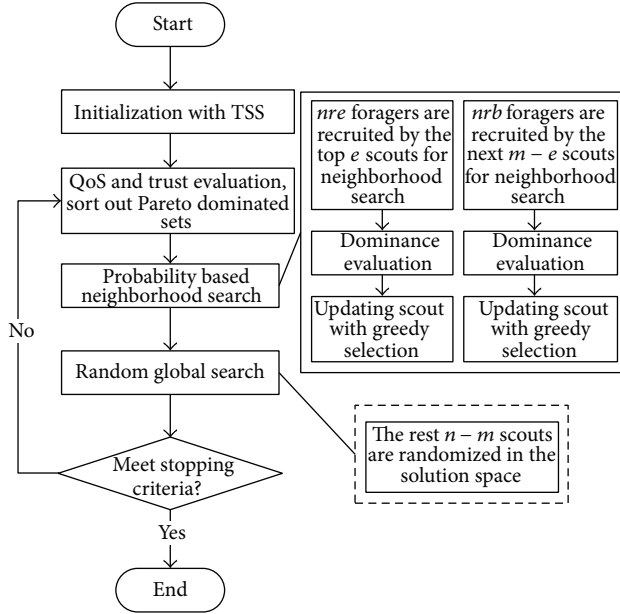 Start
Initialization with TSS
QoS and trust evaluation,
sort out Pareto dominated
sets
Probability based
neighborhood search
No
Random global search
Meet stopping
criteria?
Yes
End
nre foragers are
recruited by the
top e scouts for
neighborhood
search
Dominance
evaluation
Updating scout
with greedy
selection
nrb foragers are
recruited by the
next m – e scouts
for neighborhood
search
Dominance
evaluation
Updating scout
with greedy
selection
The rest n – m scouts
are randomized in the
solution space